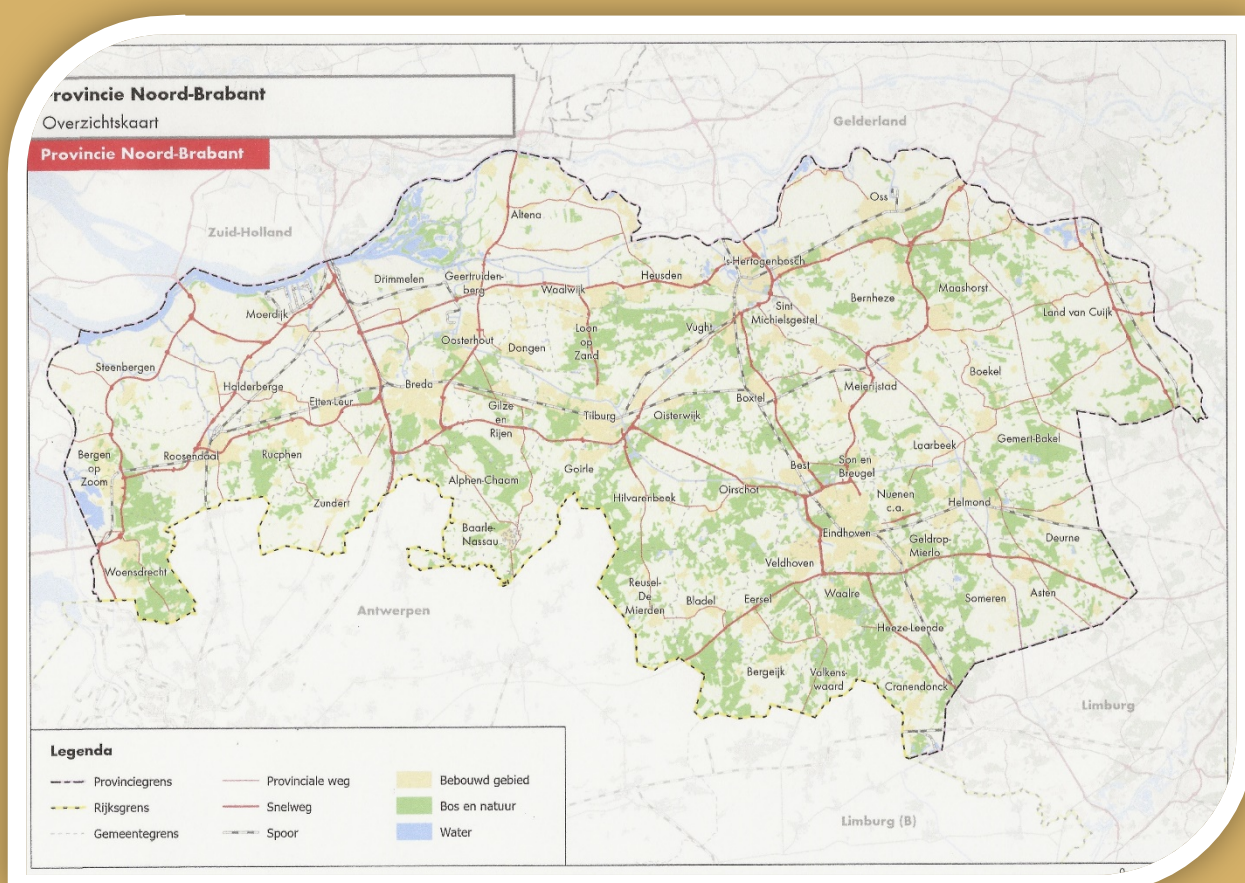 Provincie Noord-Brabant
Overzichtskaart
Provincie Noord-Brabant
Gelderland
Oss
Altena
Zuid-Holland
's-Hertogenbosch
Drimmelen
Geertruiden-
berg
Heusden
Waalwijk
Maashorst
Bernheze
Moerdijk
Sint
Michielsgestel
Land van Cuijk
Vught
Loon
op
Zand
Oosterhout
Dongen
Steenbergen
Boekel
Halderberge
Breda
Meierijstad
Etten-Leur
Boxtel
Gilze
en
Rijen
Tilburg
Oisterwijk
Laarbeek
Gemert-Bakel
Bergen
op
Zoom
Roosendaal
Rucphen
Goirle
Best
Son en
Breugel
Alphen-Chaam
Oirschot
Hilvarenbeek
Nuenen
c.a.
Helmond
Zundert
Baarle-
Nassau
Eindhoven
Geldrop-
Mierlo
Deurne
Veldhoven
Woensdrecht
Reusel-
De
Mierden
Bladel
Eersel
Waalre
Someren
Asten
Antwerpen
Heeze-Leende
Bergeijk
Valkens-
waard
Cranendonck
Limburg
Limburg (B)
Legenda
Provinciegrens
Rijksgrens
Gemeentegrens
Provinciale weg
Snelweg
Spoor
Bebouwd gebied
Bos en natuur
Water
0